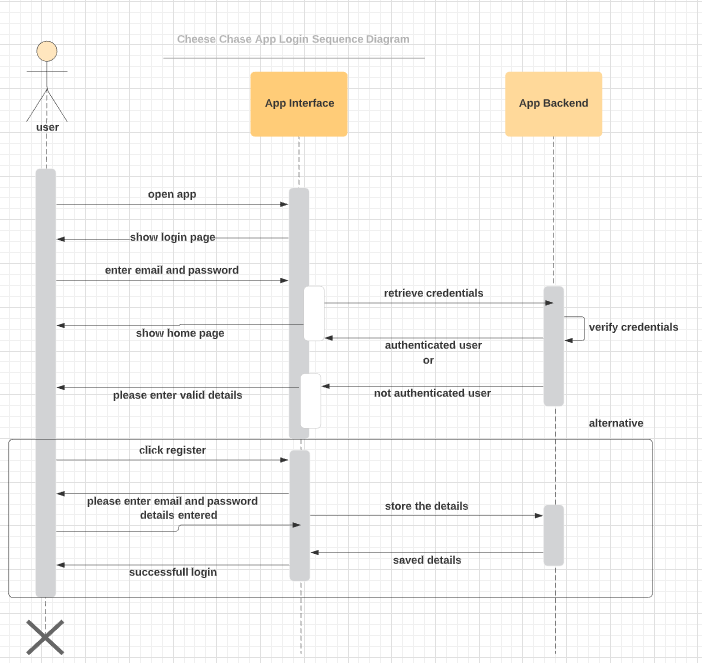 Cheese Chase App Login Sequence Diagram
App Interface
App Backend
user
open app
show login page
enter email and password
retrieve credentials
verify credentials
show home page
authenticated user
or
please enter valid details
not authenticated user
alternative
click register
please enter email and password
details entered
store the details
saved details
successfull login